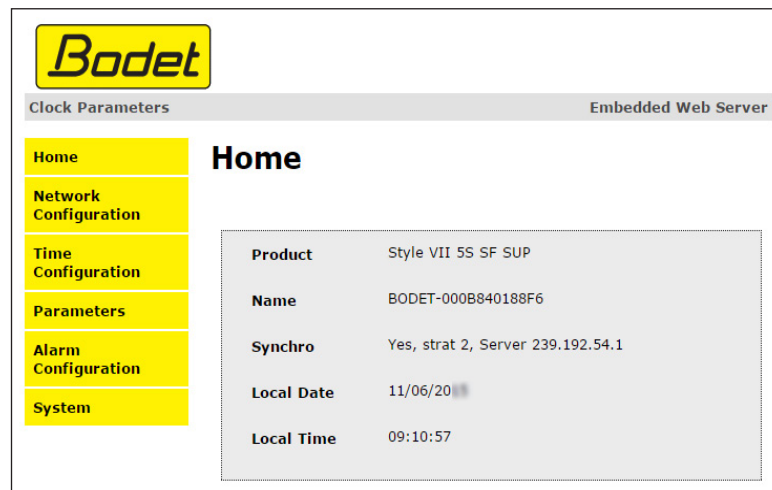 Bodet
Clock Parameters Embedded Web Server
Home
Network
Configuration
Time
Configuration
Parameters
Alarm
Configuration
System
Home
Product Style VII 5S SF SUP
Name BODET-000B840188F6
Synchro Yes, strat 2, Server 239.192.54.1
Local Date 11/06/20
Local Time 09:10:57